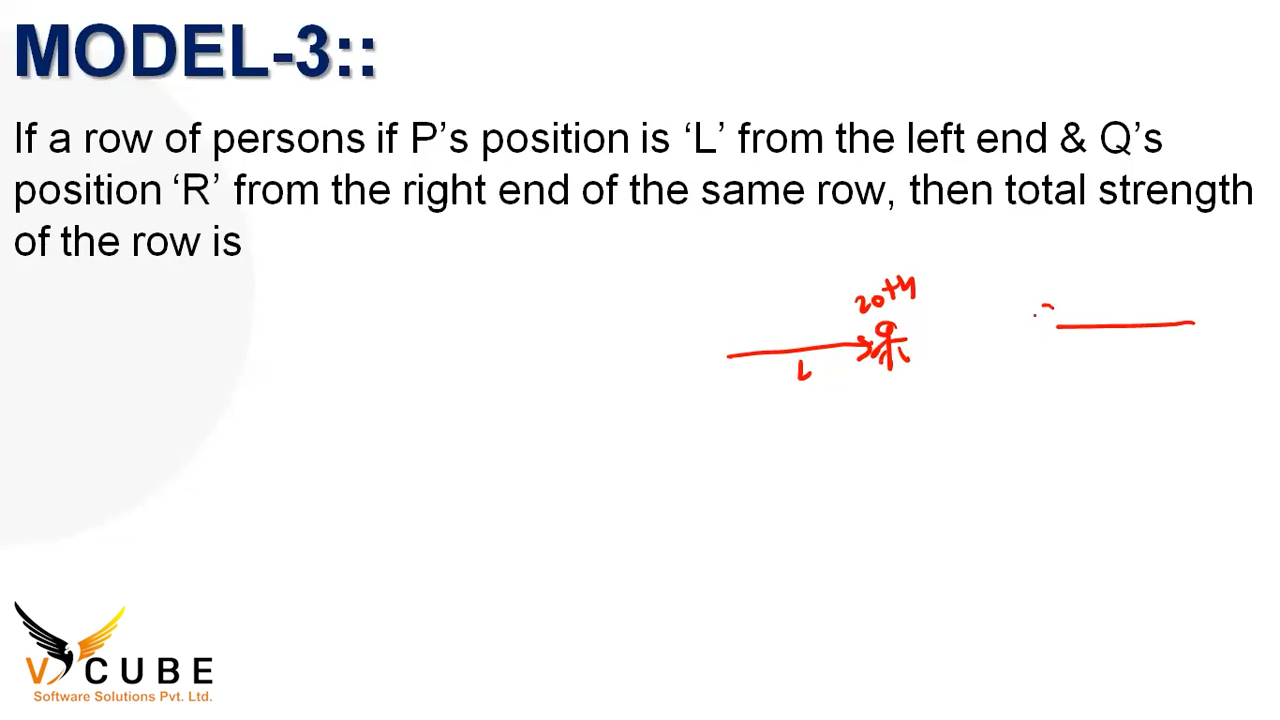 MODEL-3::
If a row of persons if P’s position is ‘L’ from the left end & Q’s
position ‘R’ from the right end of the same row, then total strength
of the row is
20th
L
V CUBE
Software Solutions Pvt. Ltd.